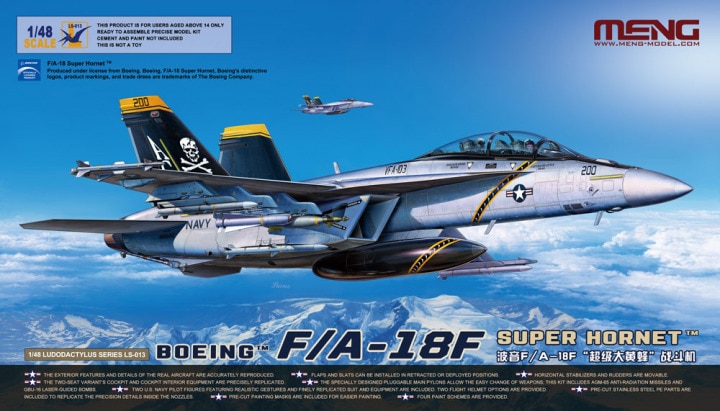 1/48
SCALE
LS-013
THIS PRODUCT IS FOR USERS AGED ABOVE 14 ONLY
READY TO ASSEMBLE PRECISE MODEL KIT
CEMENT AND PAINT NOT INCLUDED
THIS IS NOT A TOY
MENG
WWW.MENG-MODEL.COM
F/A-18 Super Hornet ™
Produced under license from Boeing. Boeing, F/A-18 Super Hornet, Boeing's distinctive
logos, product markings, and trade dress are trademarks of The Boeing Company.
200
VFA-103
200
NAVY
1/48 LUDODACTYLUS SERIES LS-013
BOEING™ F/A-18F
SUPER HORNET™
波音F/A-18F “超级大黄蜂” 战斗机
THE EXTERIOR FEATURES AND DETAILS OF THE REAL AIRCRAFT ARE ACCURATELY REPRODUCED. FLAPS AND SLATS CAN BE INSTALLED IN RETRACTED OR DEPLOYED POSITIONS. HORIZONTAL STABILIZERS AND RUDDERS ARE MOVABLE.
THE TWO-SEAT VARIANT'S COCKPIT AND COCKPIT INTERIOR EQUIPMENT ARE PRECISELY REPLICATED. THE SPECIALLY DESIGNED PLUGGABLE MAIN PYLONS ALLOW THE EASY CHANGE OF WEAPONS; THIS KIT INCLUDES AGM-65 ANTI-RADIATION MISSILES AND
GBU-16 LASER-GUIDED BOMBS. TWO U.S. NAVY PILOT FIGURES FEATURING REALISTIC GESTURES AND FINELY REPLICATED SUIT AND EQUIPMENT ARE INCLUDED. TWO FLIGHT HELMET OPTIONS ARE PROVIDED. PRE-CUT STAINLESS STEEL PE PARTS ARE
INCLUDED TO REPLICATE THE PRECISION DETAIL INSIDE THE NOZZLES. PRE-CUT PAINTING MASKS ARE INCLUDED FOR EASIER PAINTING. FOUR PAINT SCHEMES ARE PROVIDED